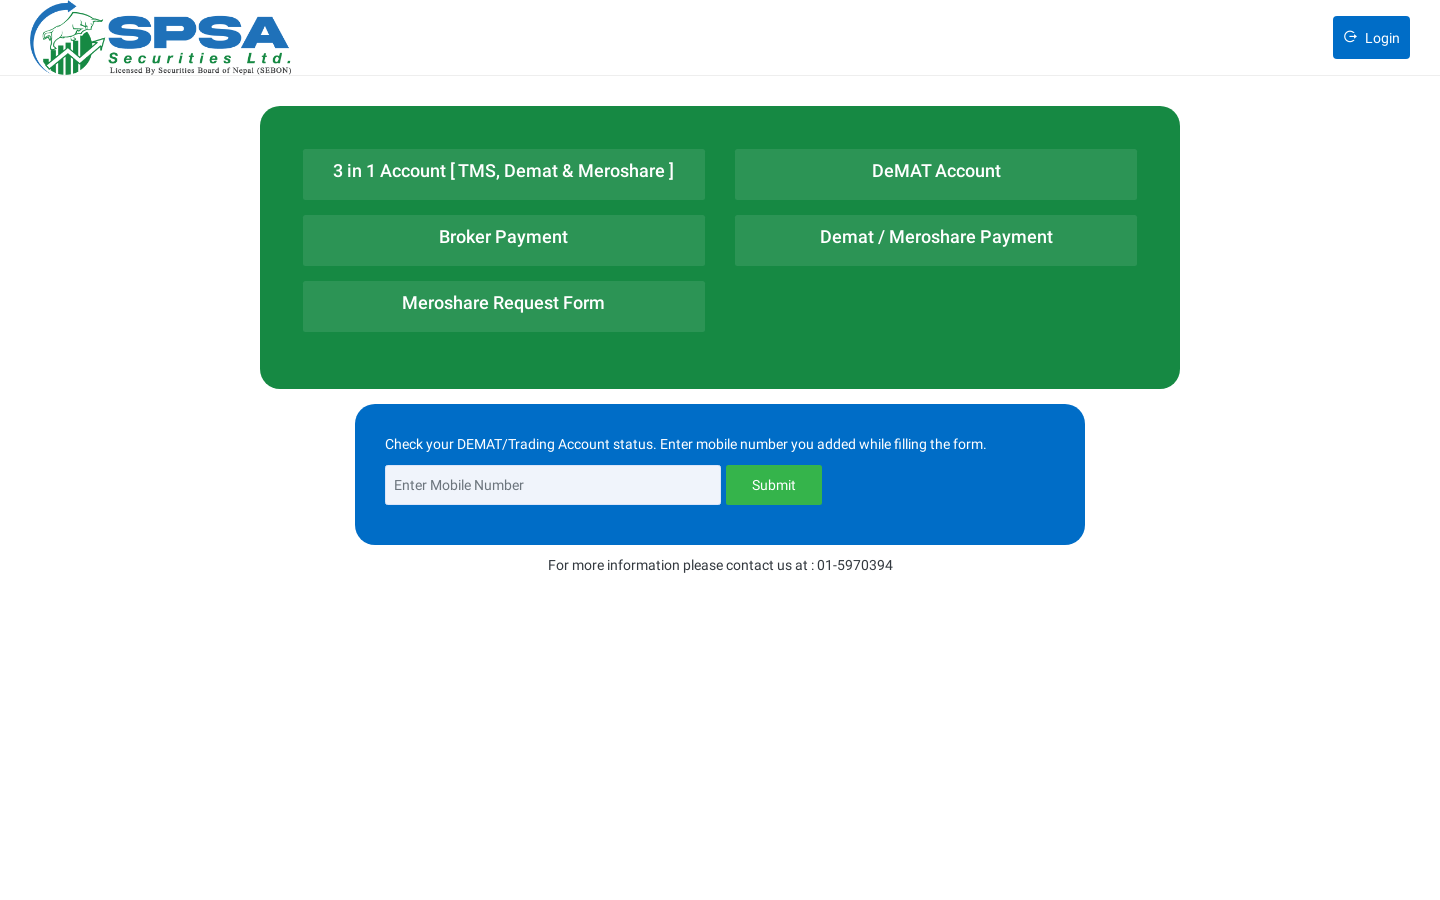 SPSA
Securities Ltd.
Licensed By Securities Board of Nepal (SEBON)
Login
3 in 1 Account [ TMS, Demat & Meroshare ]
DeMAT Account
Broker Payment
Demat / Meroshare Payment
Meroshare Request Form
Check your DEMAT/Trading Account status. Enter mobile number you added while filling the form.
Enter Mobile Number
Submit
For more information please contact us at : 01-5970394